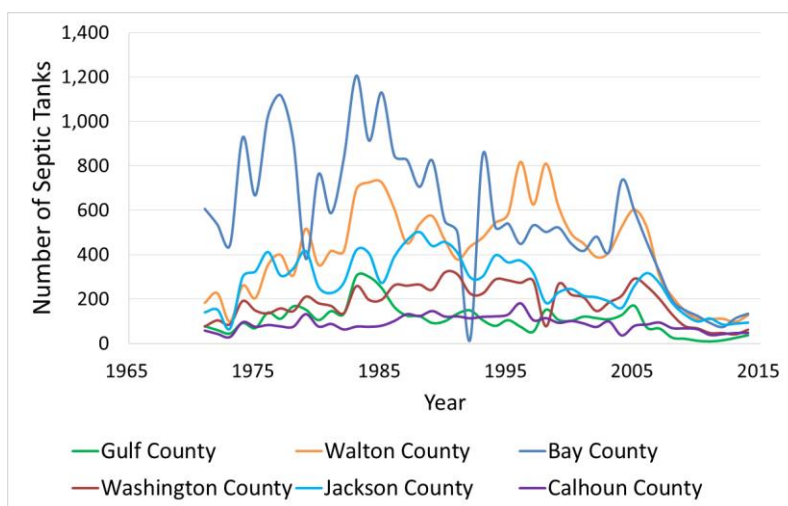 1,400
1,200
1,000
800
600
400
200
0
Number of Septic Tanks
1965 1975 1985 1995 2005 2015
Year
Gulf County Walton County Bay County
Washington County Jackson County Calhoun County